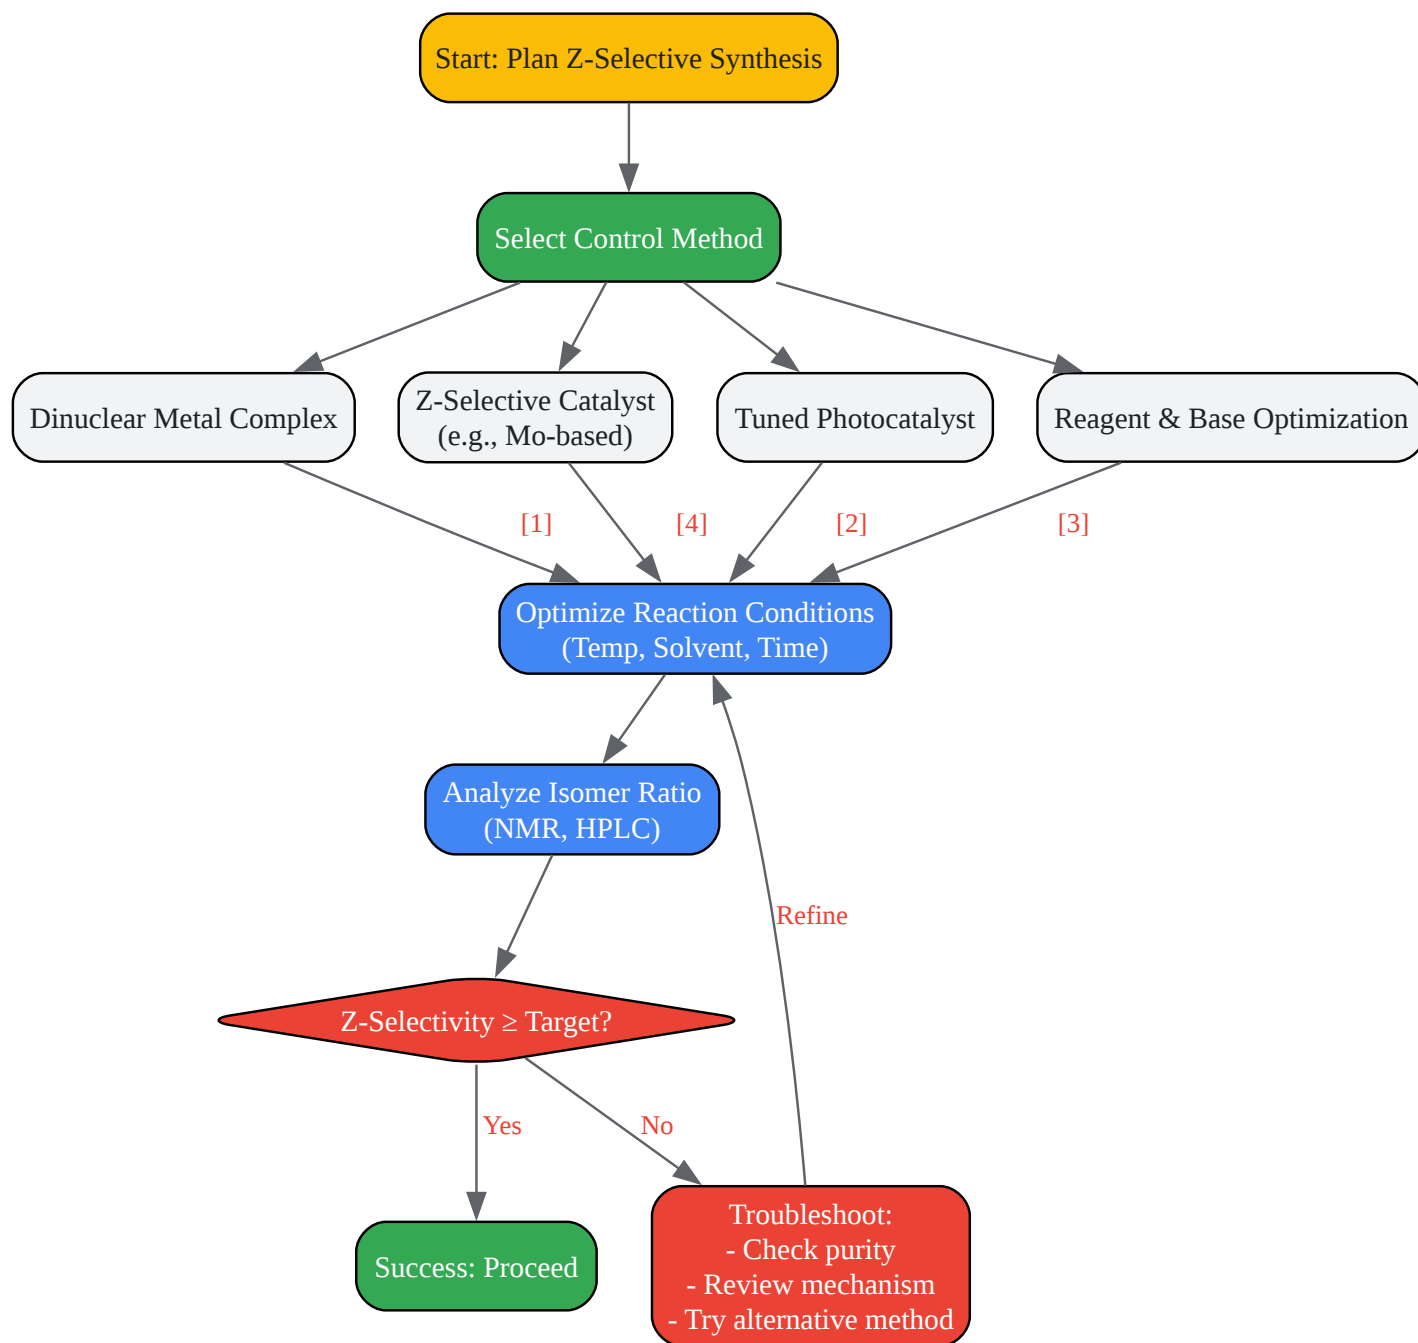 Start: Plan Z-Selective Synthesis
Select Control Method
Dinuclear Metal Complex
Z-Selective Catalyst
(e.g., Mo-based)
Tuned Photocatalyst
Reagent & Base Optimization
[1]
[4]
[2]
[3]
Optimize Reaction Conditions
(Temp, Solvent, Time)
Analyze Isomer Ratio
(NMR, HPLC)
Refine
Z-Selectivity ≥ Target?
Yes
No
Success: Proceed
Troubleshoot:
- Check purity
- Review mechanism
- Try alternative method